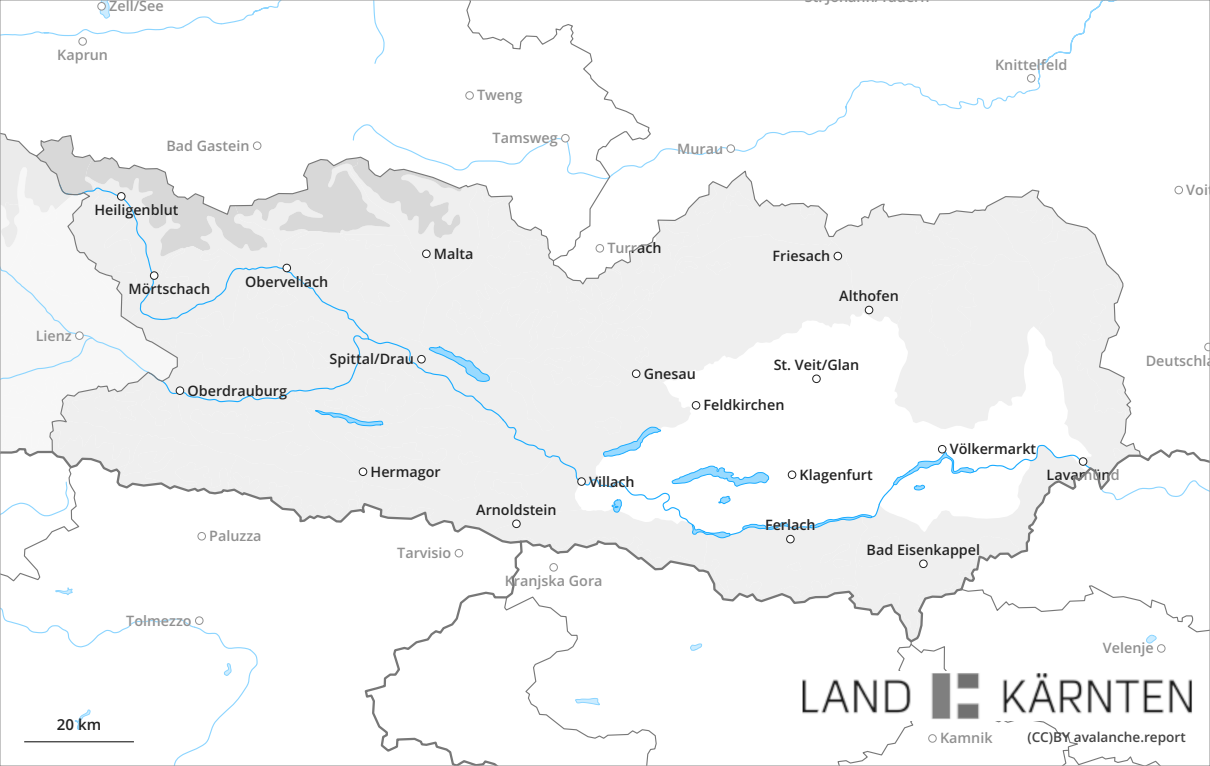 Zell/See
Kaprun
Knittelfeld
Tweng
Tamsweg
Bad Gastein
Murau
Heiligenblut
Turrach
Malta
Friesach
Mörtschach
Obervellach
Althofen
Lienz
Spittal/Drau
St. Veit/Glan
Gnesau
Oberdrauburg
Feldkirchen
Völkermarkt
Hermagor
Klagenfurt
Lavamünd
Villach
Arnoldstein
Ferlach
Paluzza
Tarvisio
Bad Eisenkappel
Kranjska Gora
Tolmezzo
Velenje
LAND KÄRNTEN
20 km
Kamnik
(CC)BY avalanche.report